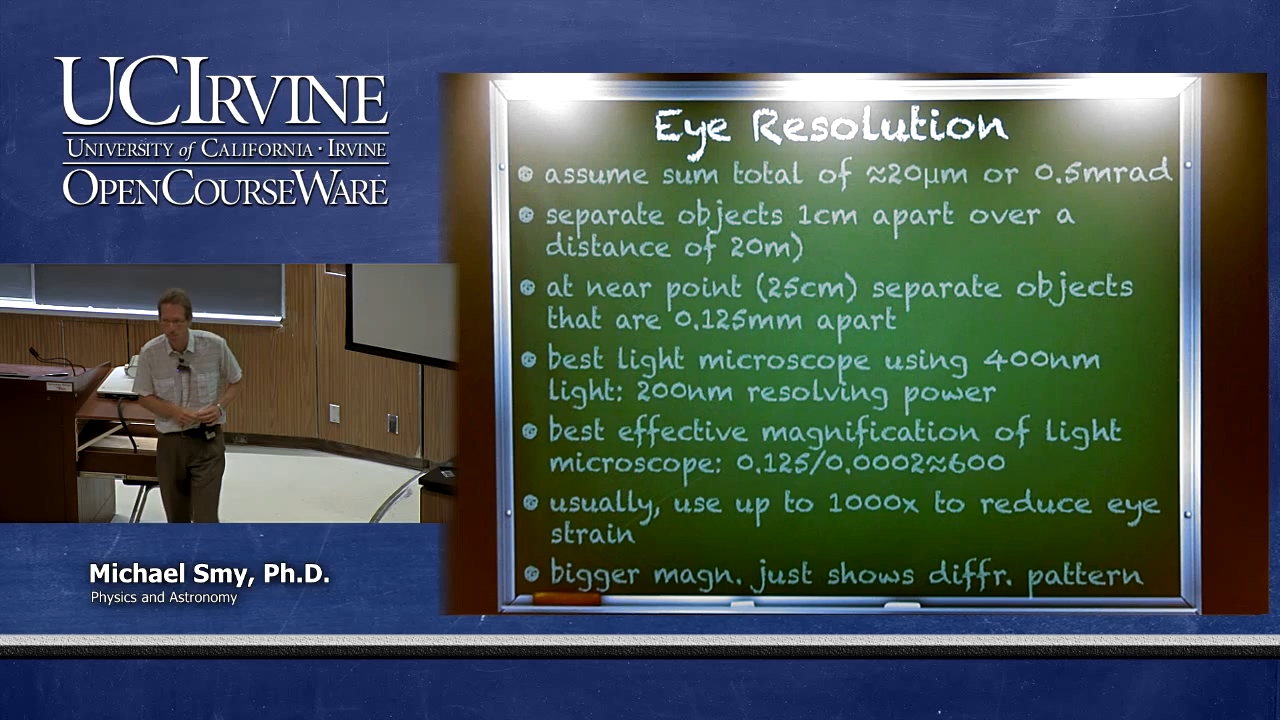 UCIRVINE
UNIVERSITY of CALIFORNIA · IRVINE
OPENCOURSEWARE
Eye Resolution
assume sum total of ≈20µm or 0.5mrad
separate objects 1cm apart over a
distance of 20m)
at near point (25cm) separate objects
that are 0.125mm apart
best light microscope using 400nm
light: 200nm resolving power
best effective magnification of light
microscope: 0.125/0.0002≈600
usually, use up to 1000x to reduce eye
strain
bigger magn. just shows diffr. pattern
Michael Smy, Ph.D.
Physics and Astronomy